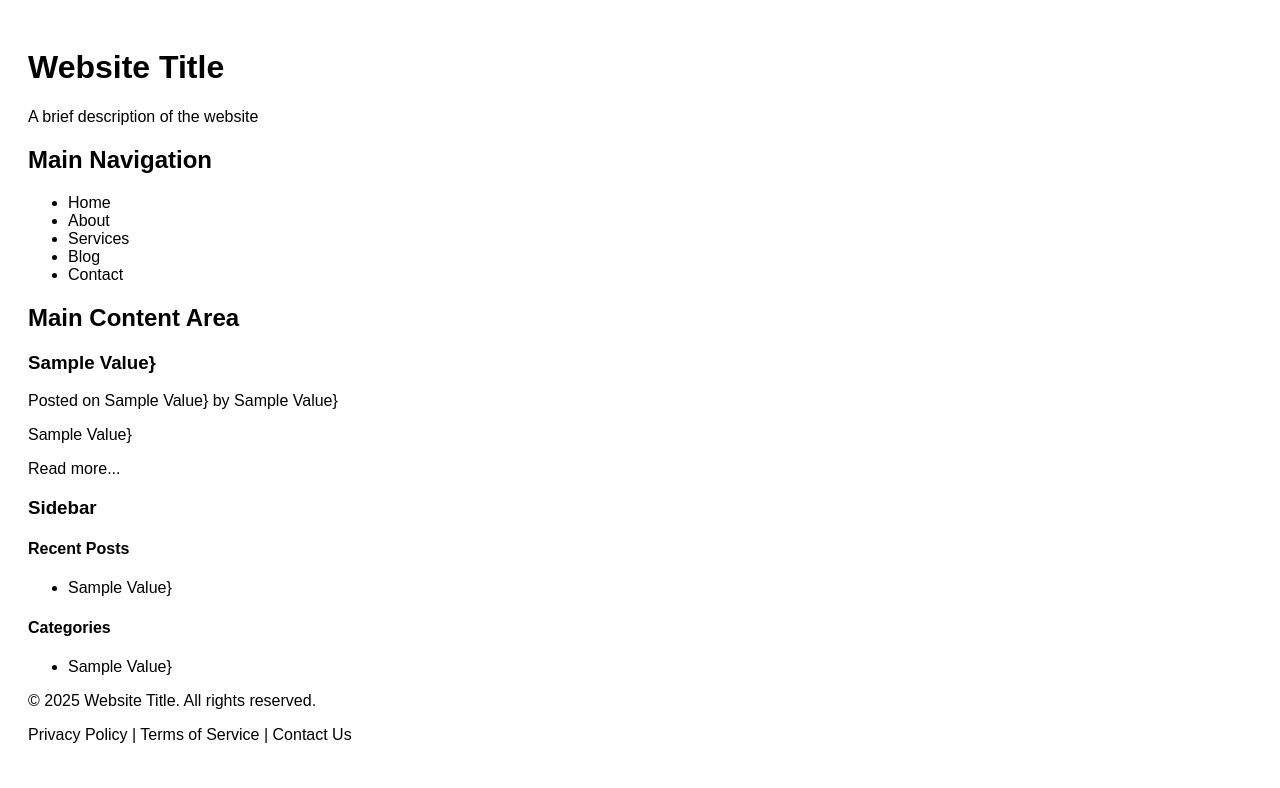 Website Title
A brief description of the website
Main Navigation
Home
About
Services
Blog
Contact
Main Content Area
Sample Value}
Posted on Sample Value} by Sample Value}
Sample Value}
Read more...
Sidebar
Recent Posts
Sample Value}
Categories
Sample Value}
© 2025 Website Title. All rights reserved.
Privacy Policy | Terms of Service | Contact Us